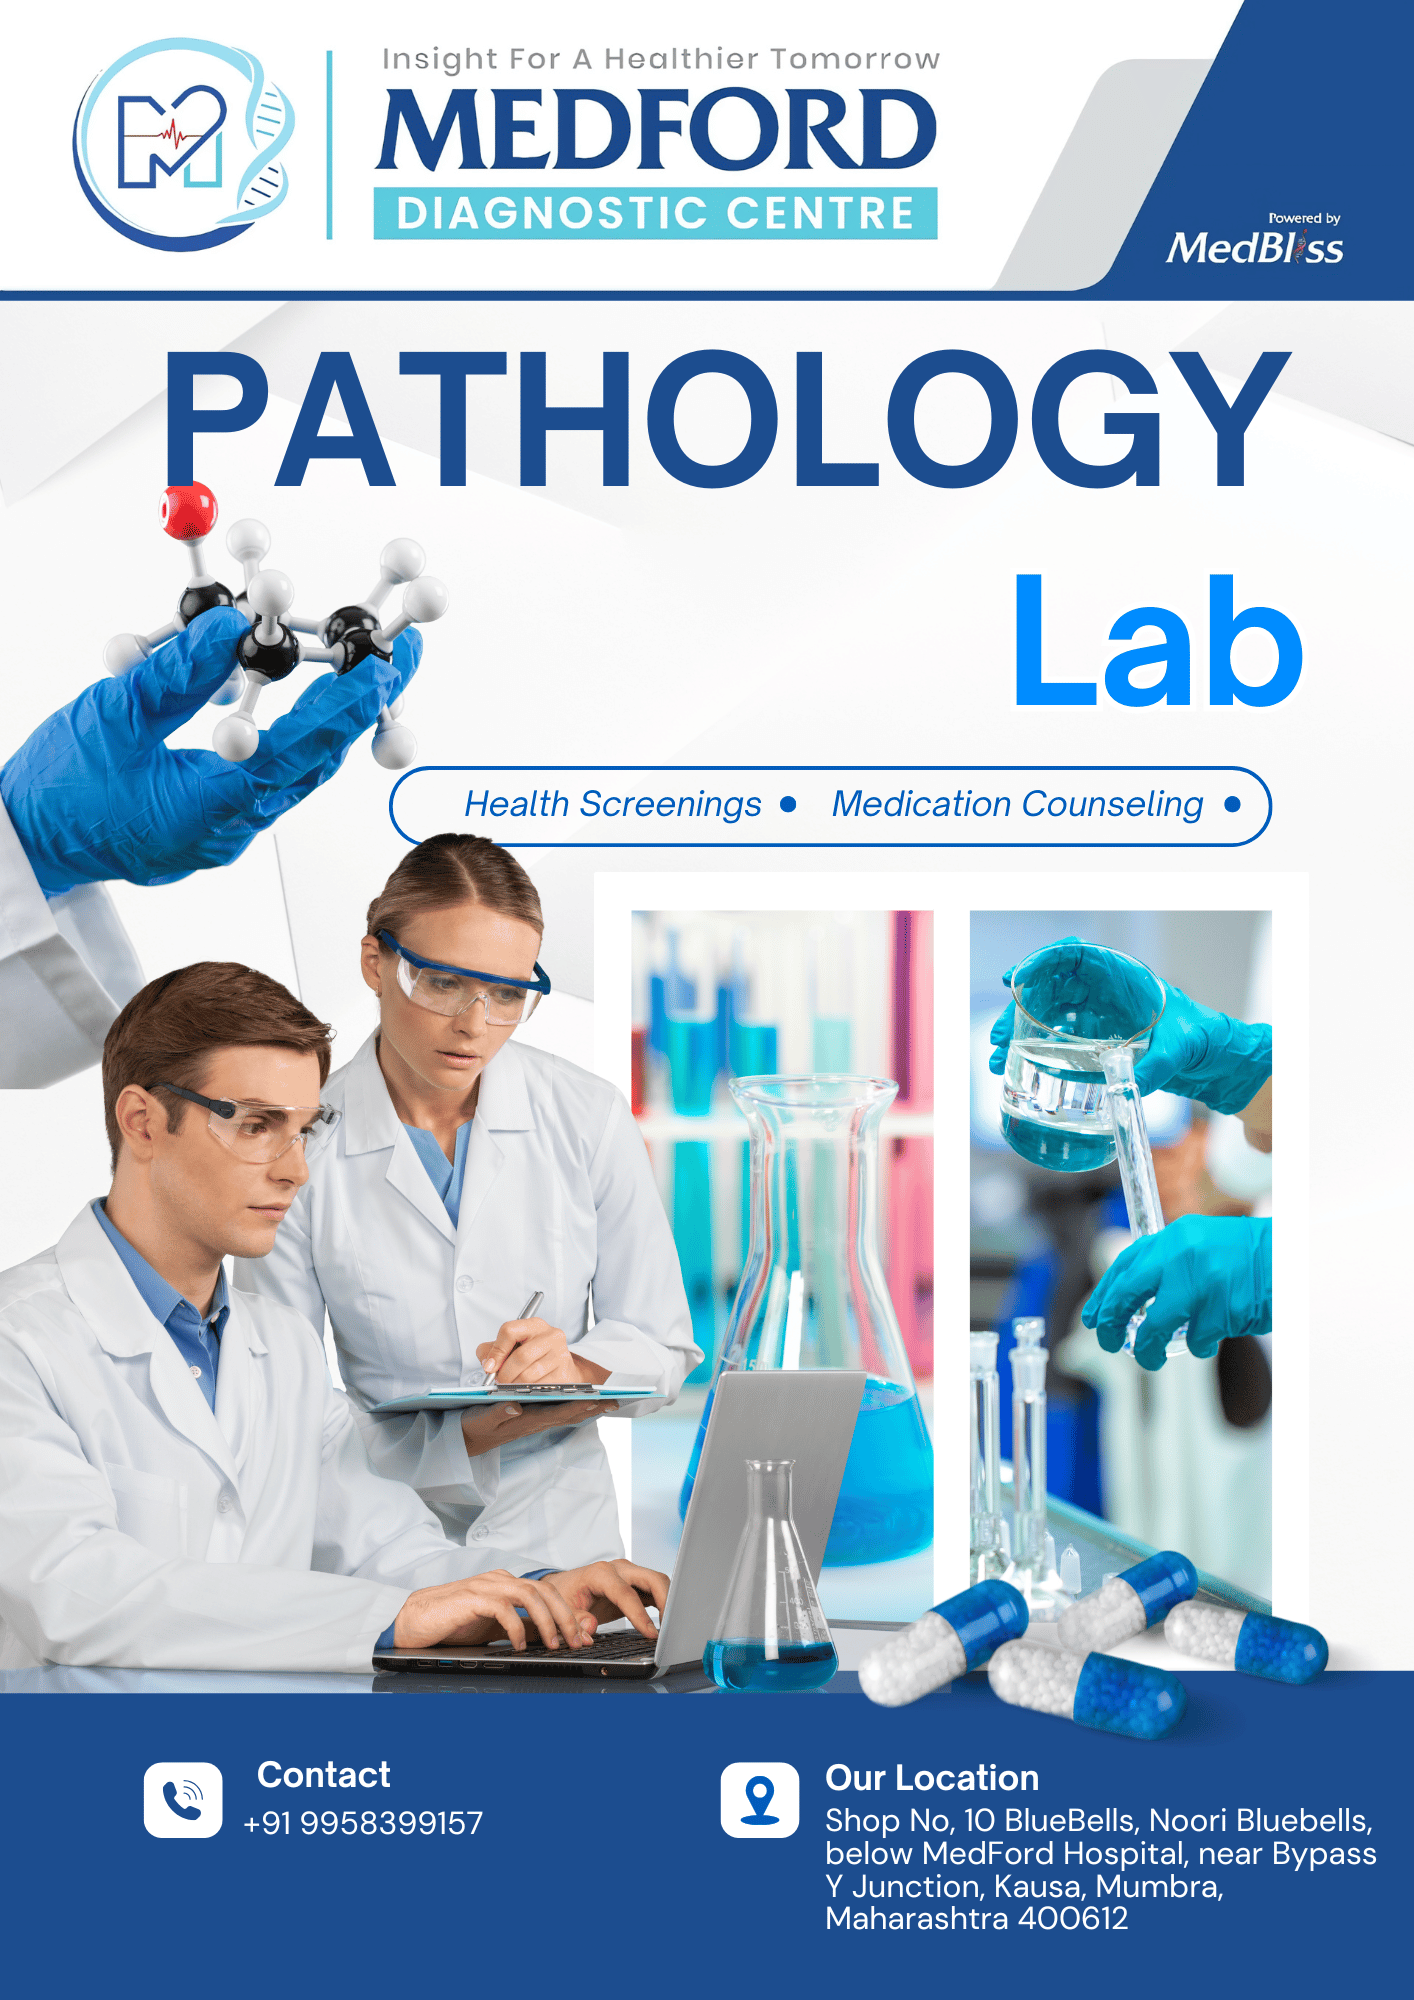 Insight For A Healthier Tomorrow
MEDFORD
DIAGNOSTIC CENTRE
Powered by
MedBliss
PATHOLOGY
Lab
Health Screenings • Medication Counseling •
Contact
+91 9958399157
Our Location
Shop No, 10 BlueBells, Noori Bluebells,
below MedFord Hospital, near Bypass
Y Junction, Kausa, Mumbra,
Maharashtra 400612